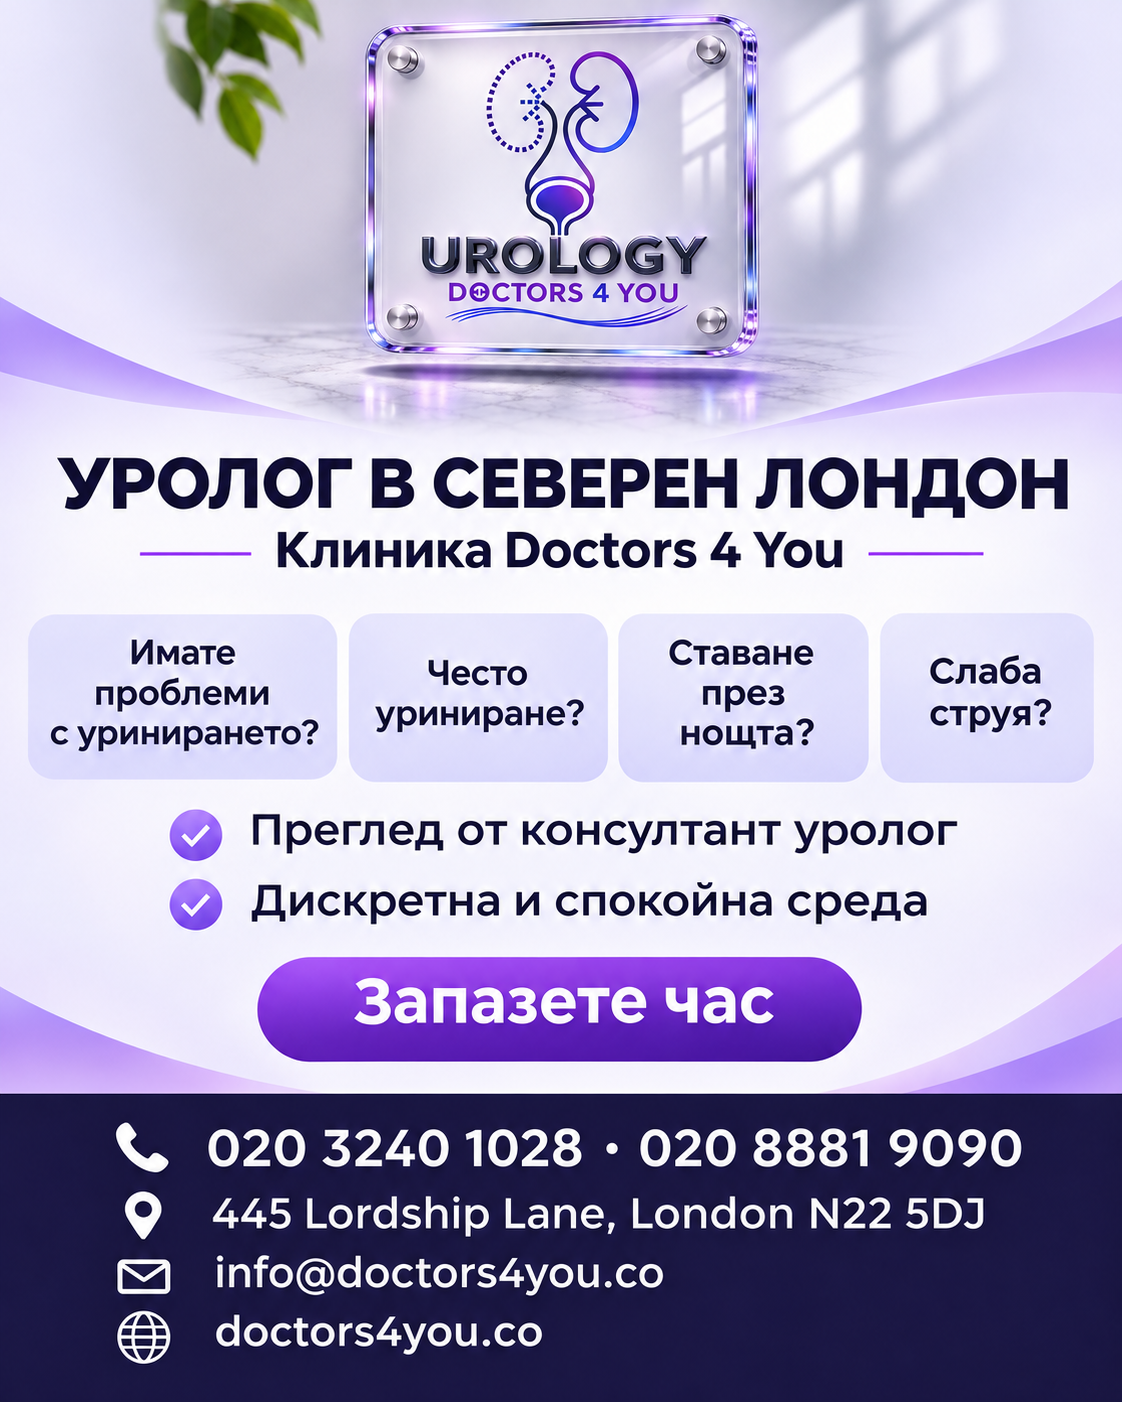 UROLOGY
DOCTORS 4 YOU
УРОЛОГ В СЕВЕРЕН ЛОНДОН
Клиника Doctors 4 You
Имате
проблеми
с уринирането?
Често
уриниране?
Ставане
през
нощта?
Слаба
струя?
Преглед от консултант уролог
Дискретна и спокойна среда
Запазете час
020 3240 1028 • 020 8881 9090
445 Lordship Lane, London N22 5DJ
info@doctors4you.co
doctors4you.co